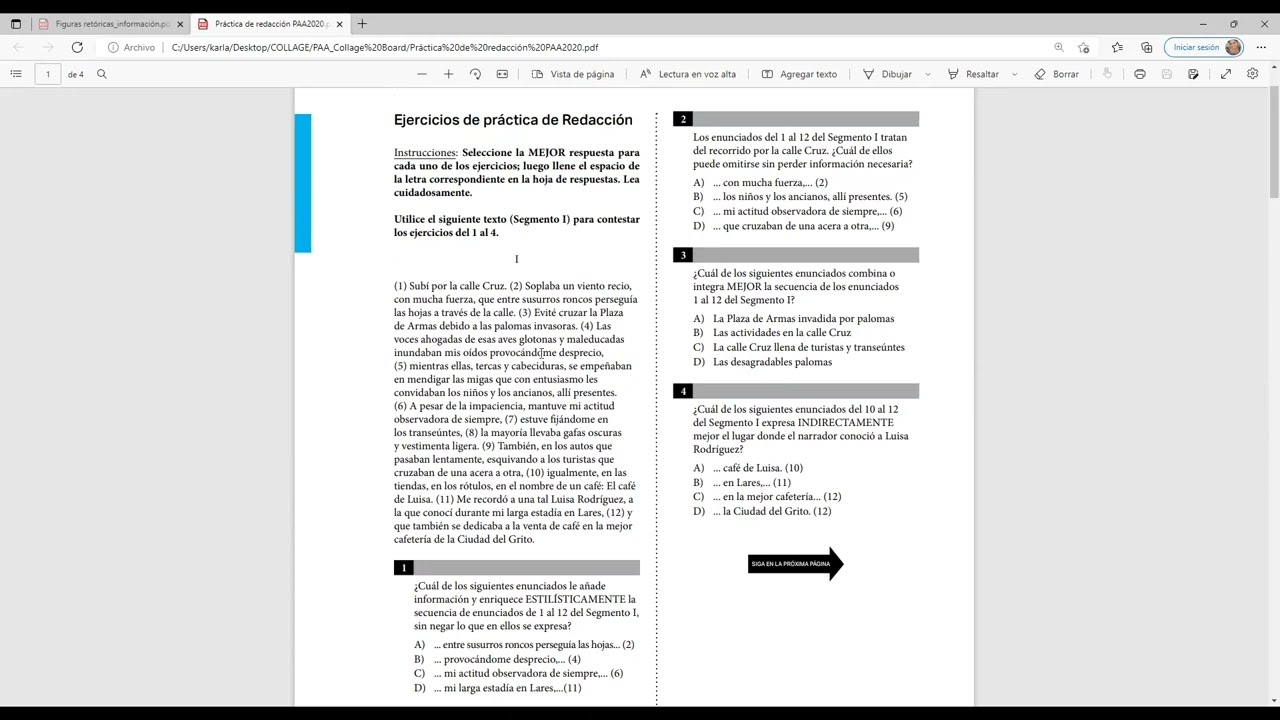 Figuras retóricas_información.pd
Práctica de redacción PAA2020.p
Archivo
C:/Users/karla/Desktop/COLLAGE/PAA_Collage%20Board/Práctica%20de%20redacción%20PAA2020.pdf
Iniciar sesión
1 de 4
Vista de página
Lectura en voz alta
Agregar texto
Dibujar
Resaltar
Borrar
Ejercicios de práctica de Redacción
Instrucciones: Seleccione la MEJOR respuesta para
cada uno de los ejercicios; luego llene el espacio de
la letra correspondiente en la hoja de respuestas. Lea
cuidadosamente.
Utilice el siguiente texto (Segmento I) para contestar
los ejercicios del 1 al 4.
I
(1) Subí por la calle Cruz. (2) Soplaba un viento recio,
con mucha fuerza, que entre susurros roncos perseguía
las hojas a través de la calle. (3) Evité cruzar la Plaza
de Armas debido a las palomas invasoras. (4) Las
voces ahogadas de esas aves glotonas y maleducadas
inundaban mis oídos provocándome desprecio,
(5) mientras ellas, tercas y cabeciduras, se empeñaban
en mendigar las migas que con entusiasmo les
convidaban los niños y los ancianos, allí presentes.
(6) A pesar de la impaciencia, mantuve mi actitud
observadora de siempre, (7) estuve fijándome en
los transeúntes, (8) la mayoría llevaba gafas oscuras
y vestimenta ligera. (9) También, en los autos que
pasaban lentamente, esquivando a los turistas que
cruzaban de una acera a otra, (10) igualmente, en las
tiendas, en los rótulos, en el nombre de un café: El café
de Luisa. (11) Me recordó a una tal Luisa Rodríguez, a
la que conocí durante mi larga estadía en Lares, (12) y
que también se dedicaba a la venta de café en la mejor
cafetería de la Ciudad del Grito.
1
¿Cuál de los siguientes enunciados le añade
información y enriquece ESTILÍSTICAMENTE la
secuencia de enunciados de 1 al 12 del Segmento I,
sin negar lo que en ellos se expresa?
A) ... entre susurros roncos perseguía las hojas... (2)
B) ... provocándome desprecio,... (4)
C) ... mi actitud observadora de siempre,... (6)
D) ... mi larga estadía en Lares,...(11)
2
Los enunciados del 1 al 12 del Segmento I tratan
del recorrido por la calle Cruz. ¿Cuál de ellos
puede omitirse sin perder información necesaria?
A) ... con mucha fuerza,... (2)
B) ... los niños y los ancianos, allí presentes. (5)
C) ... mi actitud observadora de siempre,... (6)
D) ... que cruzaban de una acera a otra,... (9)
3
¿Cuál de los siguientes enunciados combina o
integra MEJOR la secuencia de los enunciados
1 al 12 del Segmento I?
A) La Plaza de Armas invadida por palomas
B) Las actividades en la calle Cruz
C) La calle Cruz llena de turistas y transeúntes
D) Las desagradables palomas
4
¿Cuál de los siguientes enunciados del 10 al 12
del Segmento I expresa INDIRECTAMENTE
mejor el lugar donde el narrador conoció a Luisa
Rodríguez?
A) ... café de Luisa. (10)
B) ... en Lares,... (11)
C) ... en la mejor cafetería... (12)
D) ... la Ciudad del Grito. (12)
SIGA EN LA PRÓXIMA PÁGINA